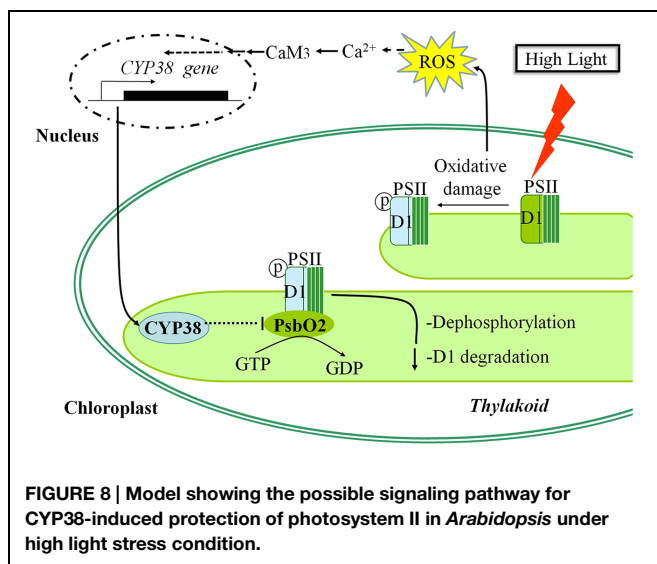 CYP38 gene
CaM3
Ca²⁺
ROS
High Light
Nucleus
Oxidative
damage
PSII
p
D1
PSII
D1
PSII
p
D1
CYP38
PsbO2
GTP
GDP
-Dephosphorylation
-D1 degradation
Chloroplast
Thylakoid
FIGURE 8 | Model showing the possible signaling pathway for
CYP38-induced protection of photosystem II in Arabidopsis under
high light stress condition.